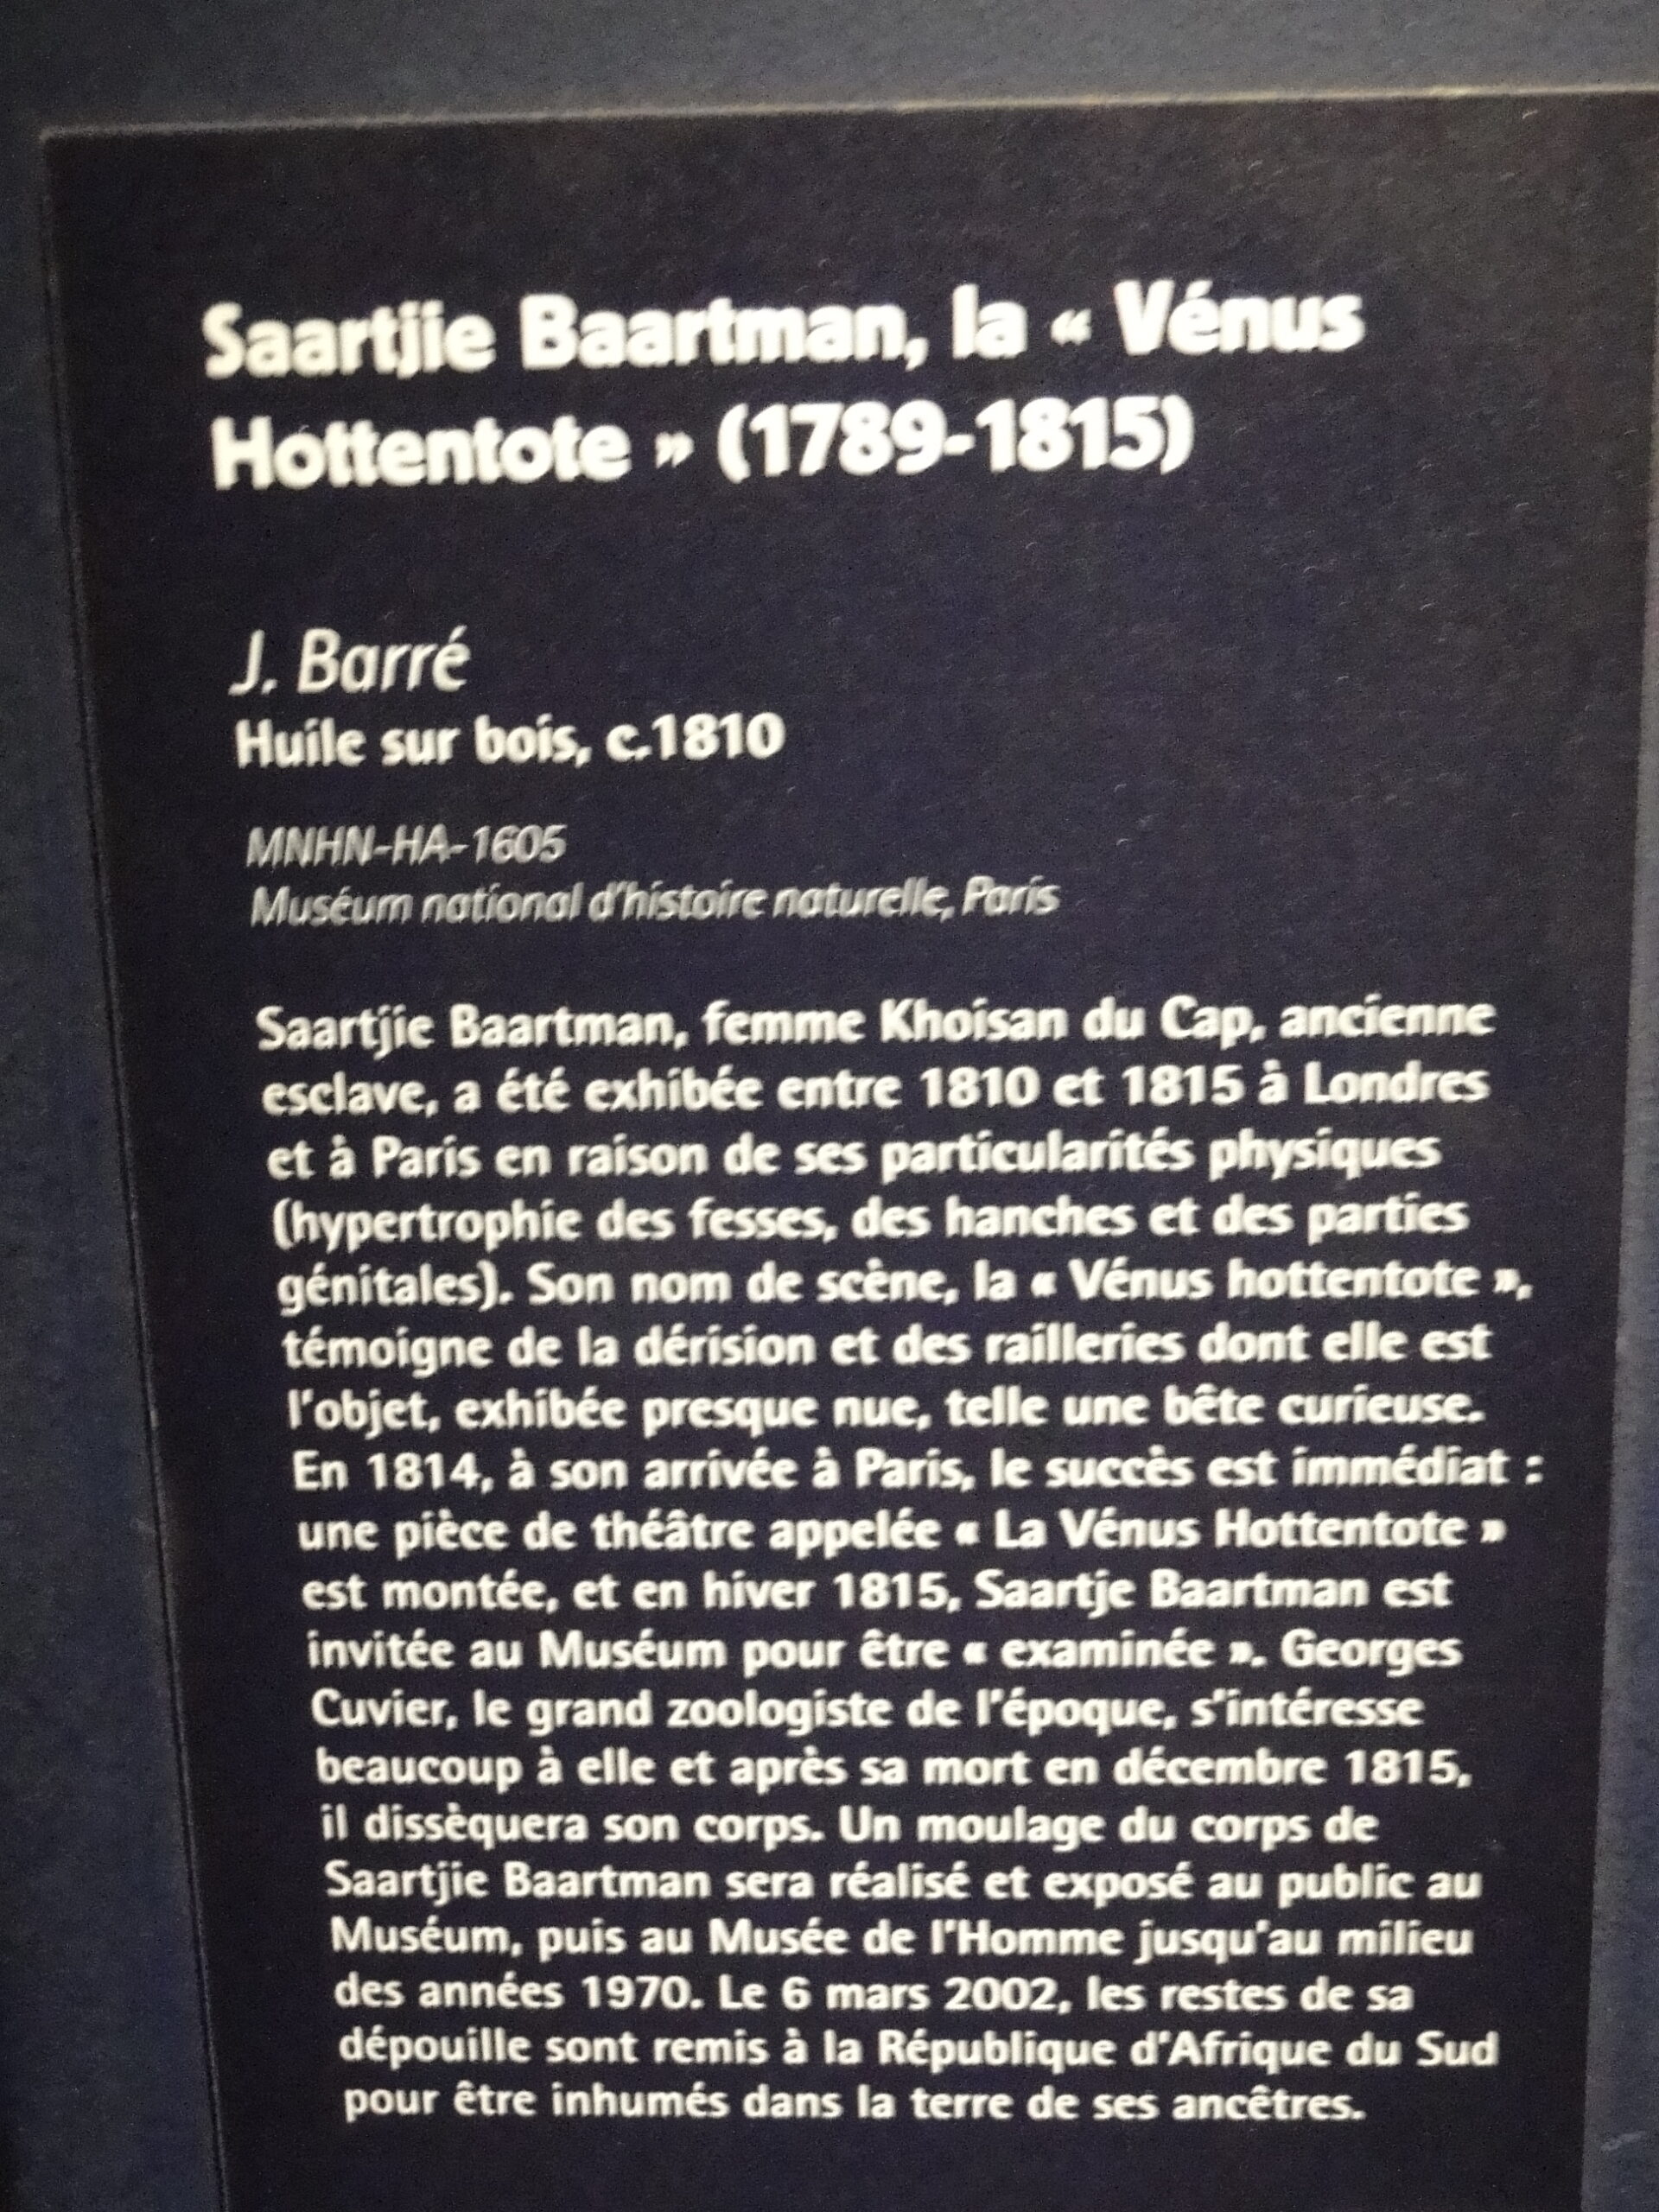 Saartjie Baartman, la « Vénus
Hottentote » (1789-1815)
J. Barré
Huile sur bois, c.1810
MNHN-HA-1605
Muséum national d'histoire naturelle, Paris
Saartjie Baartman, femme Khoisan du Cap, ancienne
esclave, a été exhibée entre 1810 et 1815 à Londres
et à Paris en raison de ses particularités physiques
(hypertrophie des fesses, des hanches et des parties
génitales). Son nom de scène, la « Vénus hottentote »,
témoigne de la dérision et des railleries dont elle est
l'objet, exhibée presque nue, telle une bête curieuse.
En 1814, à son arrivée à Paris, le succès est immédiat :
une pièce de théâtre appelée « La Vénus Hottentote »
est montée, et en hiver 1815, Saartje Baartman est
invitée au Muséum pour être « examinée ». Georges
Cuvier, le grand zoologiste de l'époque, s'intéresse
beaucoup à elle et après sa mort en décembre 1815,
il dissèquera son corps. Un moulage du corps de
Saartjie Baartman sera réalisé et exposé au public au
Muséum, puis au Musée de l'Homme jusqu'au milieu
des années 1970. Le 6 mars 2002, les restes de sa
dépouille sont remis à la République d'Afrique du Sud
pour être inhumés dans la terre de ses ancêtres.